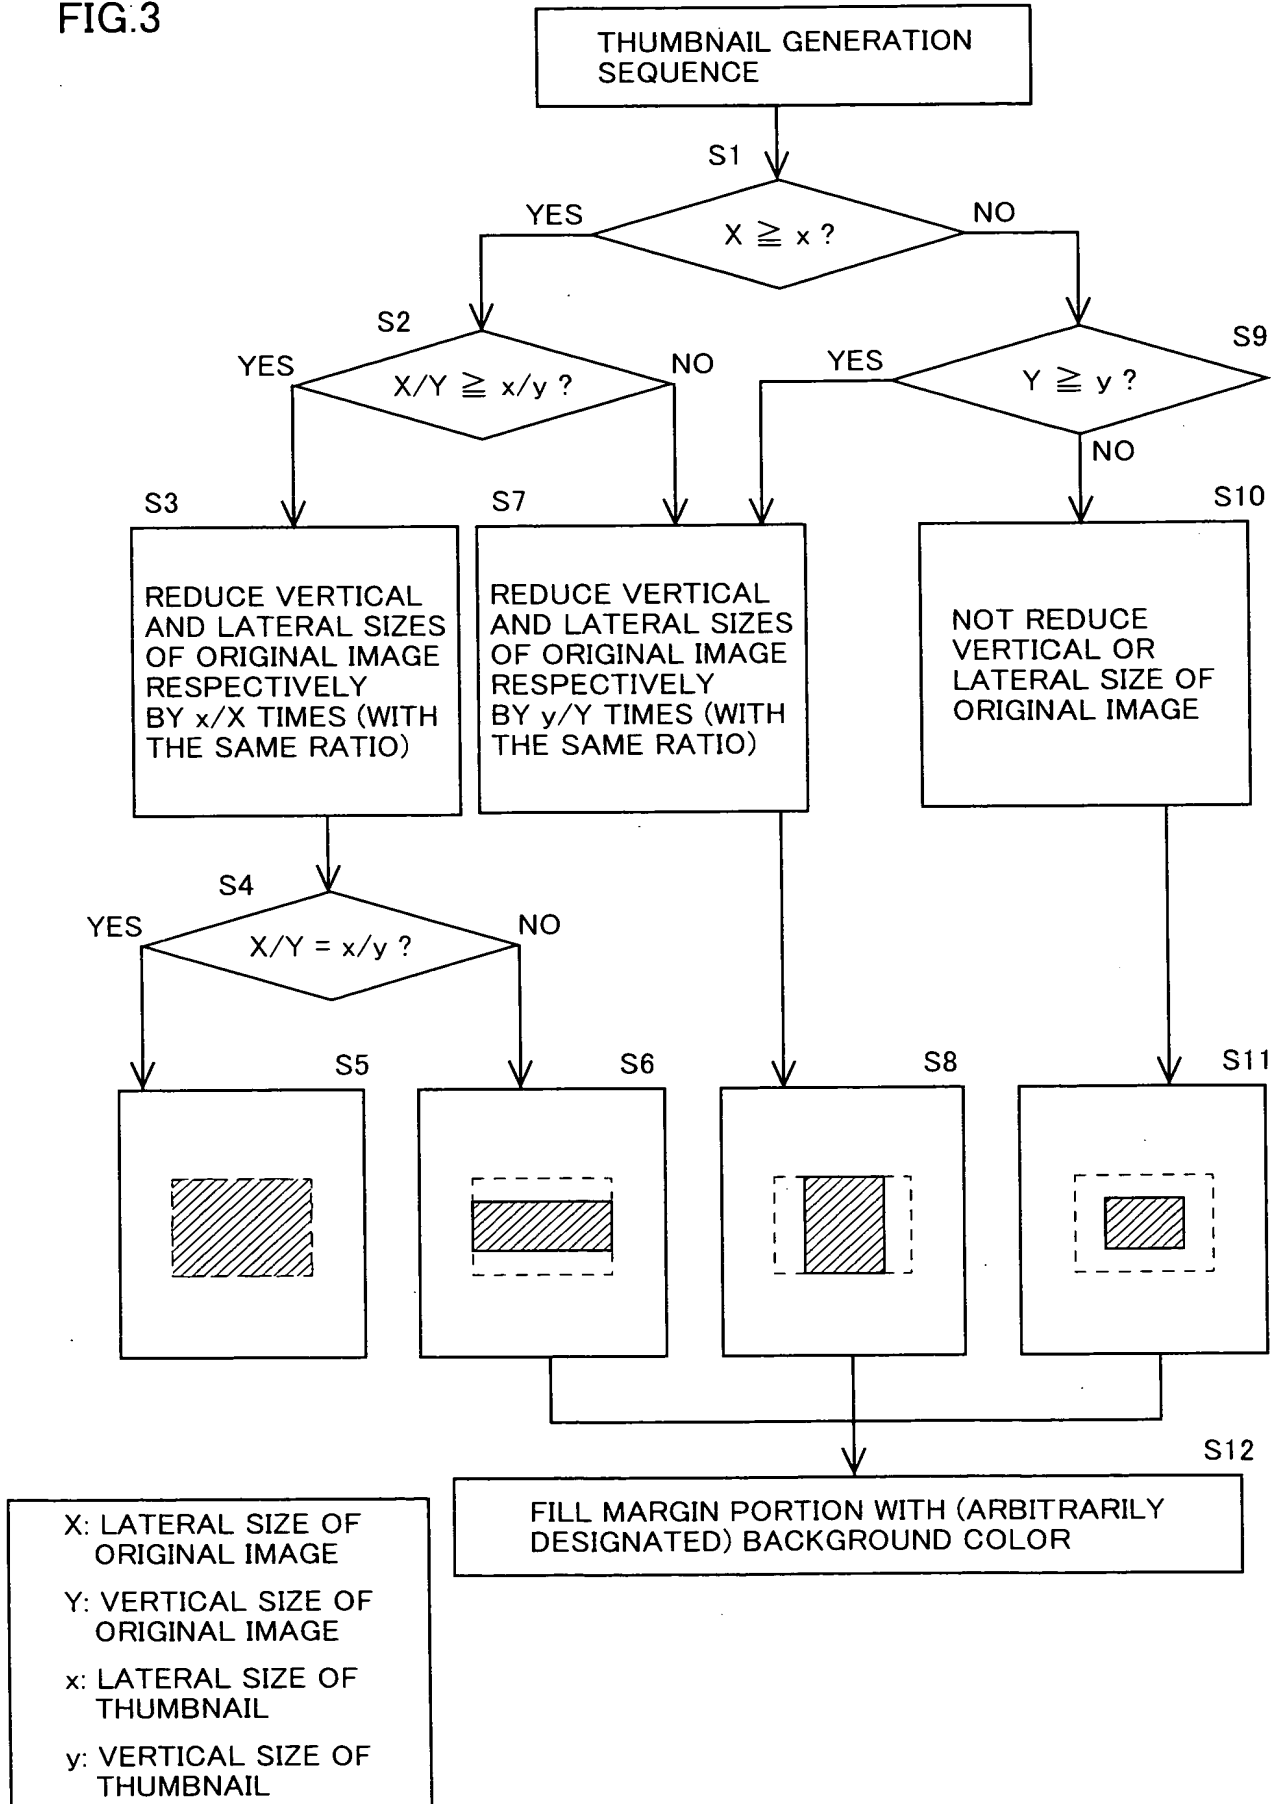 FIG.3
THUMBNAIL GENERATION
SEQUENCE
S1
YES
X ≧ x ?
NO
S2
YES
X/Y ≧ x/y ?
NO
S9
YES
Y ≧ y ?
NO
S3
REDUCE VERTICAL
AND LATERAL SIZES
OF ORIGINAL IMAGE
RESPECTIVELY
BY x/X TIMES (WITH
THE SAME RATIO)
S7
REDUCE VERTICAL
AND LATERAL SIZES
OF ORIGINAL IMAGE
RESPECTIVELY
BY y/Y TIMES (WITH
THE SAME RATIO)
S10
NOT REDUCE
VERTICAL OR
LATERAL SIZE OF
ORIGINAL IMAGE
S4
YES
X/Y = x/y ?
NO
S5
S6
S8
S11
S12
FILL MARGIN PORTION WITH (ARBITRARILY
DESIGNATED) BACKGROUND COLOR
X: LATERAL SIZE OF
ORIGINAL IMAGE
Y: VERTICAL SIZE OF
ORIGINAL IMAGE
x: LATERAL SIZE OF
THUMBNAIL
y: VERTICAL SIZE OF
THUMBNAIL